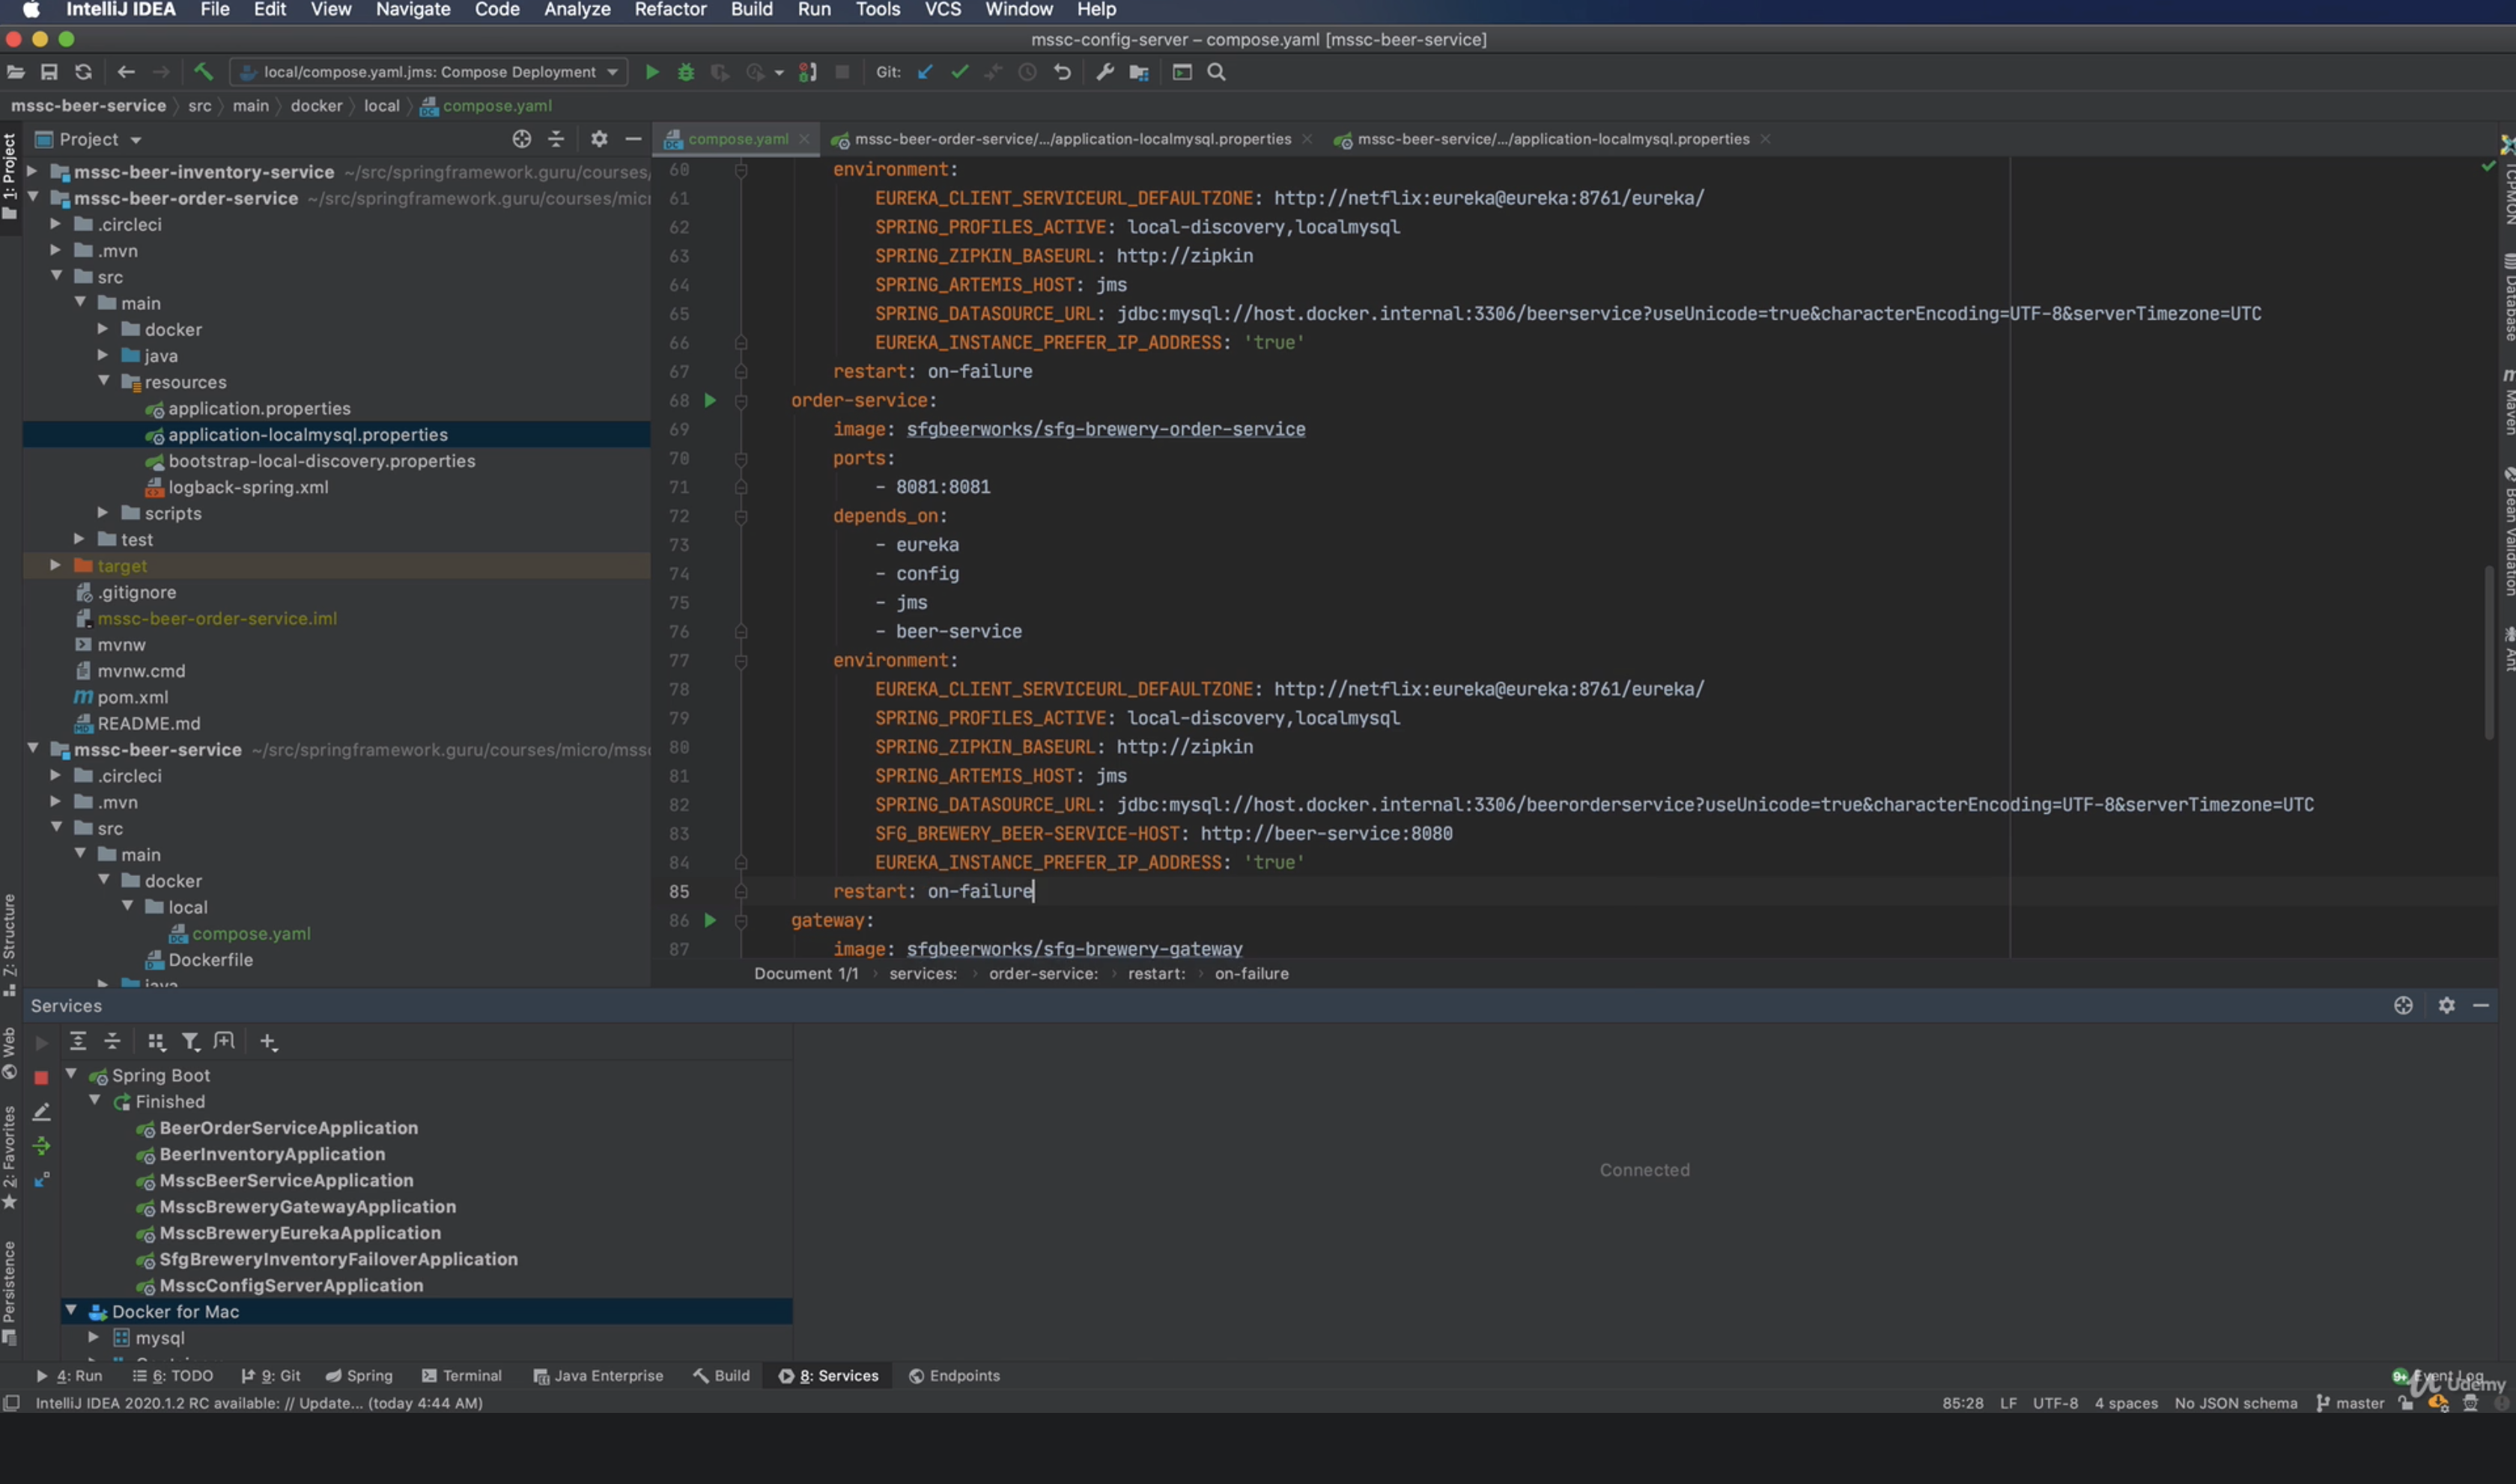 IntelliJ IDEA File Edit View Navigate Code Analyze Refactor Build Run Tools VCS Window Help
mssc-config-server – compose.yaml [mssc-beer-service]
local/compose.yaml.jms: Compose Deployment Git:
mssc-beer-service src main docker local compose.yaml
1: Project
Z: Structure
Web
2: Favorites
Persistence
Project
mssc-beer-inventory-service ~/src/springframework.guru/courses/
mssc-beer-order-service ~/src/springframework.guru/courses/micr
.circleci
.mvn
src
main
docker
java
resources
application.properties
application-localmysql.properties
bootstrap-local-discovery.properties
logback-spring.xml
scripts
test
target
.gitignore
mssc-beer-order-service.iml
mvnw
mvnw.cmd
pom.xml
README.md
mssc-beer-service ~/src/springframework.guru/courses/micro/mssc
.circleci
.mvn
src
main
docker
local
compose.yaml
Dockerfile
java
compose.yaml mssc-beer-order-service/.../application-localmysql.properties mssc-beer-service/.../application-localmysql.properties
60 environment:
61 EUREKA_CLIENT_SERVICEURL_DEFAULTZONE: http://netflix:eureka@eureka:8761/eureka/
62 SPRING_PROFILES_ACTIVE: local-discovery,localmysql
63 SPRING_ZIPKIN_BASEURL: http://zipkin
64 SPRING_ARTEMIS_HOST: jms
65 SPRING_DATASOURCE_URL: jdbc:mysql://host.docker.internal:3306/beerservice?useUnicode=true&characterEncoding=UTF-8&serverTimezone=UTC
66 EUREKA_INSTANCE_PREFER_IP_ADDRESS: 'true'
67 restart: on-failure
68 order-service:
69 image: sfgbeerworks/sfg-brewery-order-service
70 ports:
71 - 8081:8081
72 depends_on:
73 - eureka
74 - config
75 - jms
76 - beer-service
77 environment:
78 EUREKA_CLIENT_SERVICEURL_DEFAULTZONE: http://netflix:eureka@eureka:8761/eureka/
79 SPRING_PROFILES_ACTIVE: local-discovery,localmysql
80 SPRING_ZIPKIN_BASEURL: http://zipkin
81 SPRING_ARTEMIS_HOST: jms
82 SPRING_DATASOURCE_URL: jdbc:mysql://host.docker.internal:3306/beerorderservice?useUnicode=true&characterEncoding=UTF-8&serverTimezone=UTC
83 SFG_BREWERY_BEER-SERVICE-HOST: http://beer-service:8080
84 EUREKA_INSTANCE_PREFER_IP_ADDRESS: 'true'
85 restart: on-failure
86 gateway:
87 image: sfgbeerworks/sfg-brewery-gateway
Document 1/1 services: order-service: restart: on-failure
TCPMON
Database
Maven
Bean Validation
Ant
Services
Spring Boot
Finished
BeerOrderServiceApplication
BeerInventoryApplication
MsscBeerServiceApplication
MsscBreweryGatewayApplication
MsscBreweryEurekaApplication
SfgBreweryInventoryFailoverApplication
MsscConfigServerApplication
Docker for Mac
mysql
Connected
4: Run 6: TODO 9: Git Spring Terminal Java Enterprise Build 8: Services Endpoints 9+ Event Log
Udemy
IntelliJ IDEA 2020.1.2 RC available: // Update... (today 4:44 AM) 85:28 LF UTF-8 4 spaces No JSON schema master